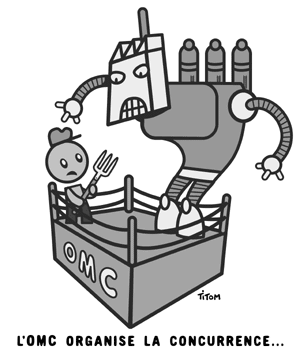 OMC
TiTOM
L'OMC ORGANISE LA CONCURRENCE...